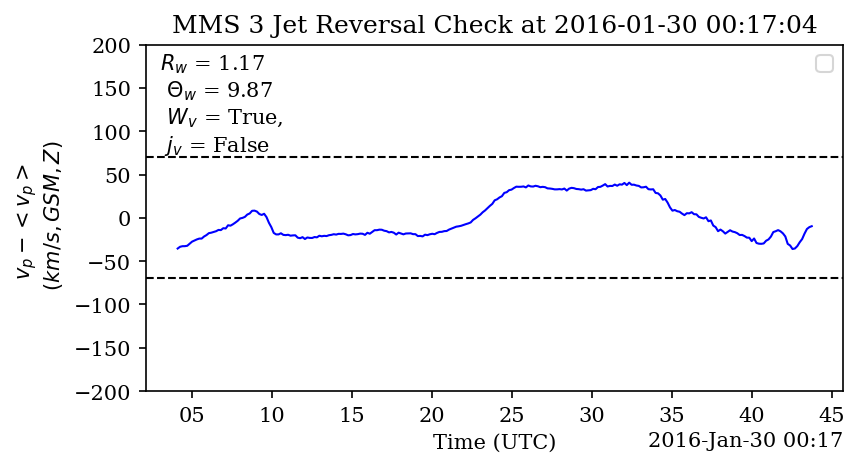 MMS 3 Jet Reversal Check at 2016-01-30 00:17:04
200
150
100
50
0
−50
−100
−150
−200
v_p − < v_p >
(km/s, GSM, Z)
R_w = 1.17
Θ_w = 9.87
W_v = True,
j_v = False
05 10 15 20 25 30 35 40 45
Time (UTC)
2016-Jan-30 00:17